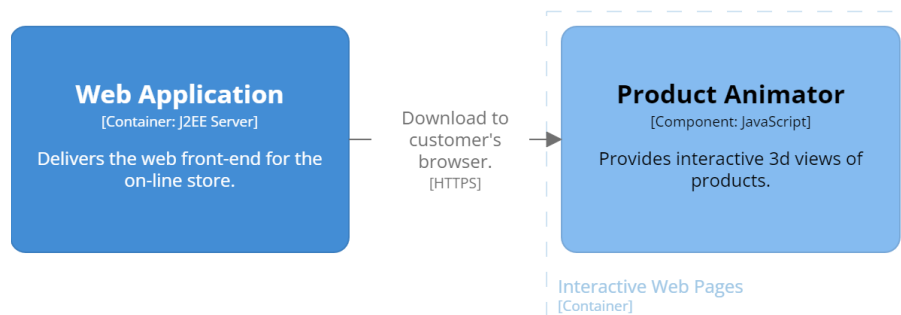 Web Application
[Container: J2EE Server]
Delivers the web front-end for the
on-line store.
Download to
customer's
browser.
[HTTPS]
Product Animator
[Component: JavaScript]
Provides interactive 3d views of
products.
Interactive Web Pages
[Container]